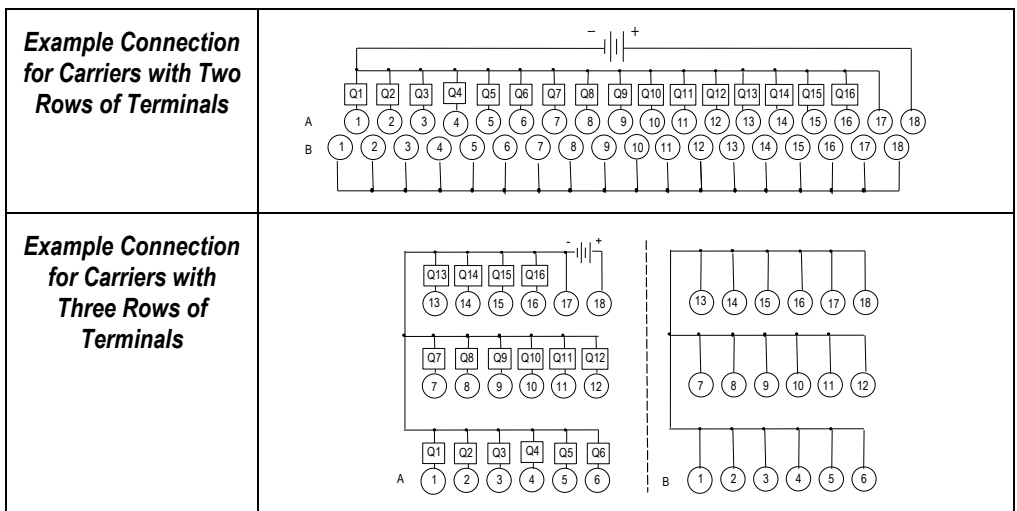 Example Connection
for Carriers with Two
Rows of Terminals
– +
Q1 Q2 Q3 Q4 Q5 Q6 Q7 Q8 Q9 Q10 Q11 Q12 Q13 Q14 Q15 Q16
A 1 2 3 4 5 6 7 8 9 10 11 12 13 14 15 16 17 18
B 1 2 3 4 5 6 7 8 9 10 11 12 13 14 15 16 17 18
Example Connection
for Carriers with
Three Rows of
Terminals
- +
Q13 Q14 Q15 Q16
13 14 15 16 17 18
13 14 15 16 17 18
Q7 Q8 Q9 Q10 Q11 Q12
7 8 9 10 11 12
7 8 9 10 11 12
Q1 Q2 Q3 Q4 Q5 Q6
A 1 2 3 4 5 6
B 1 2 3 4 5 6